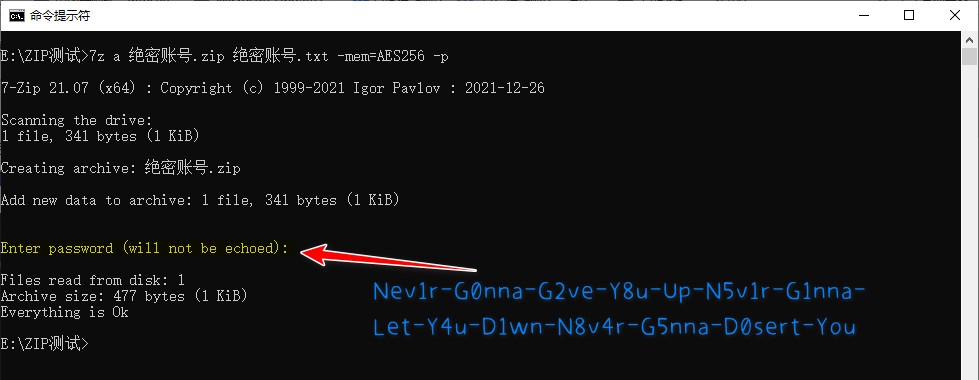 命令提示符
E:\ZIP测试>7z a 绝密账号.zip 绝密账号.txt -mem=AES256 -p
7-Zip 21.07 (x64) : Copyright (c) 1999-2021 Igor Pavlov : 2021-12-26
Scanning the drive:
1 file, 341 bytes (1 KiB)
Creating archive: 绝密账号.zip
Add new data to archive: 1 file, 341 bytes (1 KiB)
Enter password (will not be echoed):
Files read from disk: 1
Archive size: 477 bytes (1 KiB)
Everything is Ok
Nev1r-G0nna-G2ve-Y8u-Up-N5v1r-G1nna-
Let-Y4u-D1wn-N8v4r-G5nna-D0sert-You
E:\ZIP测试>